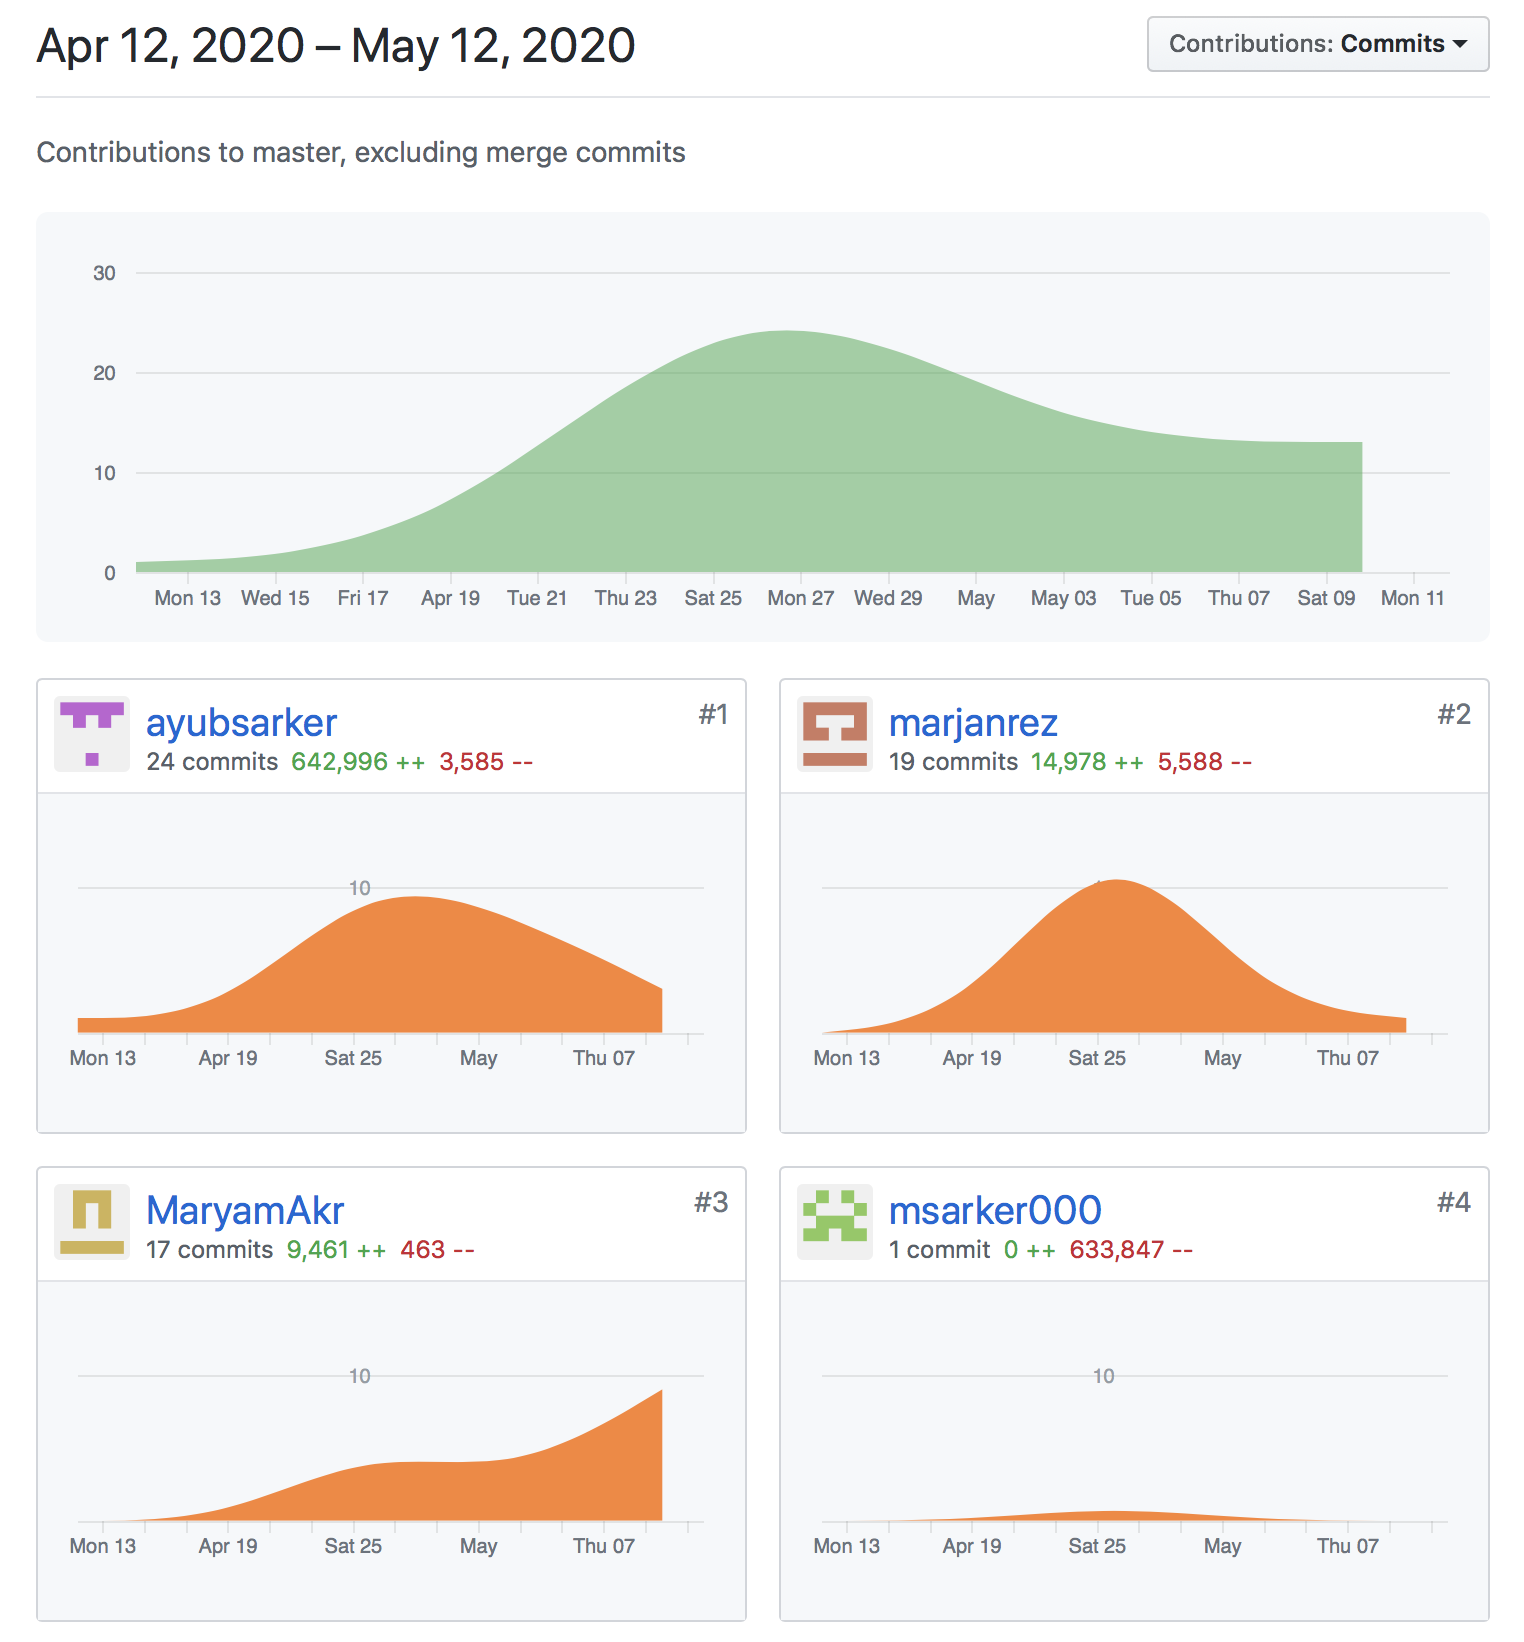 Apr 12, 2020 – May 12, 2020
Contributions: Commits
Contributions to master, excluding merge commits
30
20
10
0
Mon 13 Wed 15 Fri 17 Apr 19 Tue 21 Thu 23 Sat 25 Mon 27 Wed 29 May May 03 Tue 05 Thu 07 Sat 09 Mon 11
ayubsarker #1
24 commits 642,996 ++ 3,585 --
10
Mon 13 Apr 19 Sat 25 May Thu 07
marjanrez #2
19 commits 14,978 ++ 5,588 --
Mon 13 Apr 19 Sat 25 May Thu 07
MaryamAkr #3
17 commits 9,461 ++ 463 --
10
Mon 13 Apr 19 Sat 25 May Thu 07
msarker000 #4
1 commit 0 ++ 633,847 --
10
Mon 13 Apr 19 Sat 25 May Thu 07